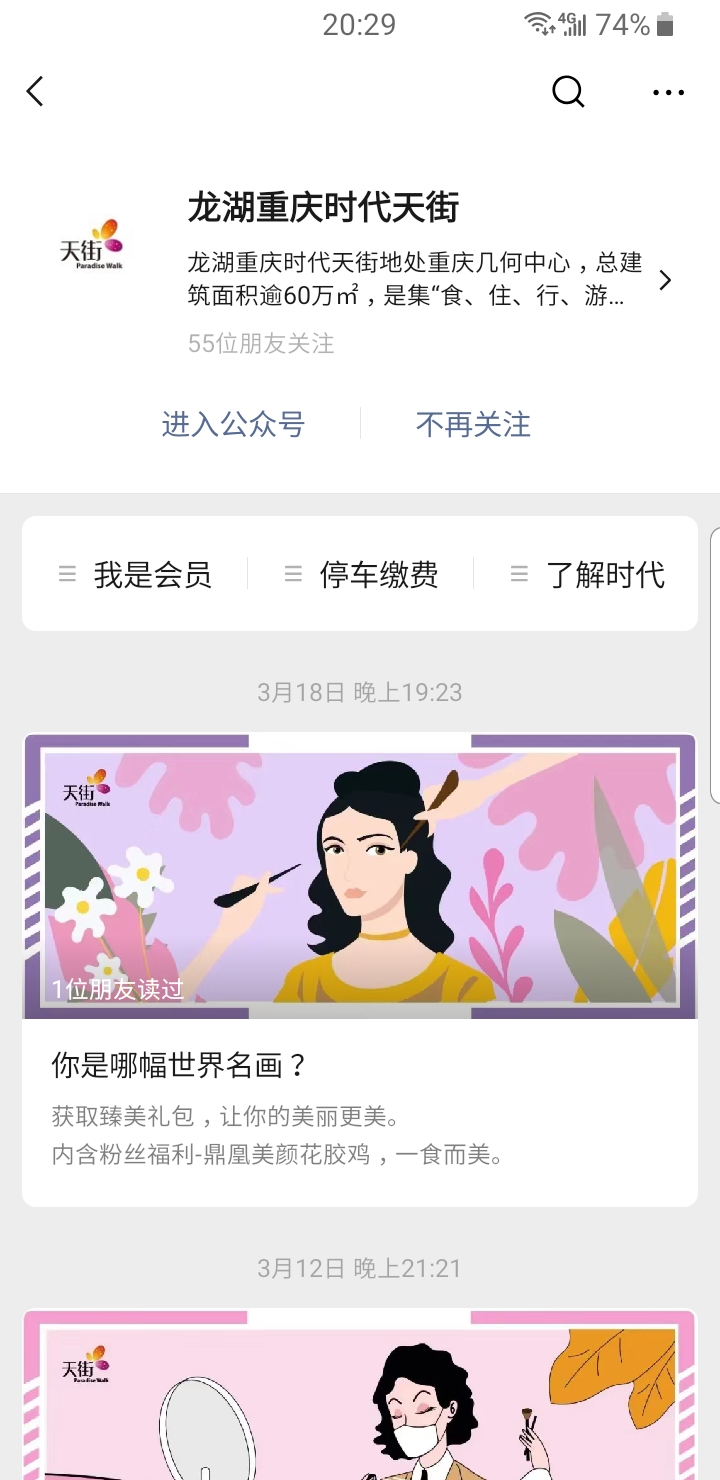 20:29
4G 74%
龙湖重庆时代天街
天街
Paradise Walk
龙湖重庆时代天街地处重庆几何中心，总建
筑面积逾60万㎡，是集“食、住、行、游...
55位朋友关注
进入公众号
不再关注
我是会员
停车缴费
了解时代
3月18日 晚上19:23
天街
Paradise Walk
1位朋友读过
你是哪幅世界名画？
获取臻美礼包，让你的美丽更美。
内含粉丝福利-鼎凰美颜花胶鸡，一食而美。
3月12日 晚上21:21
天街
Paradise Walk